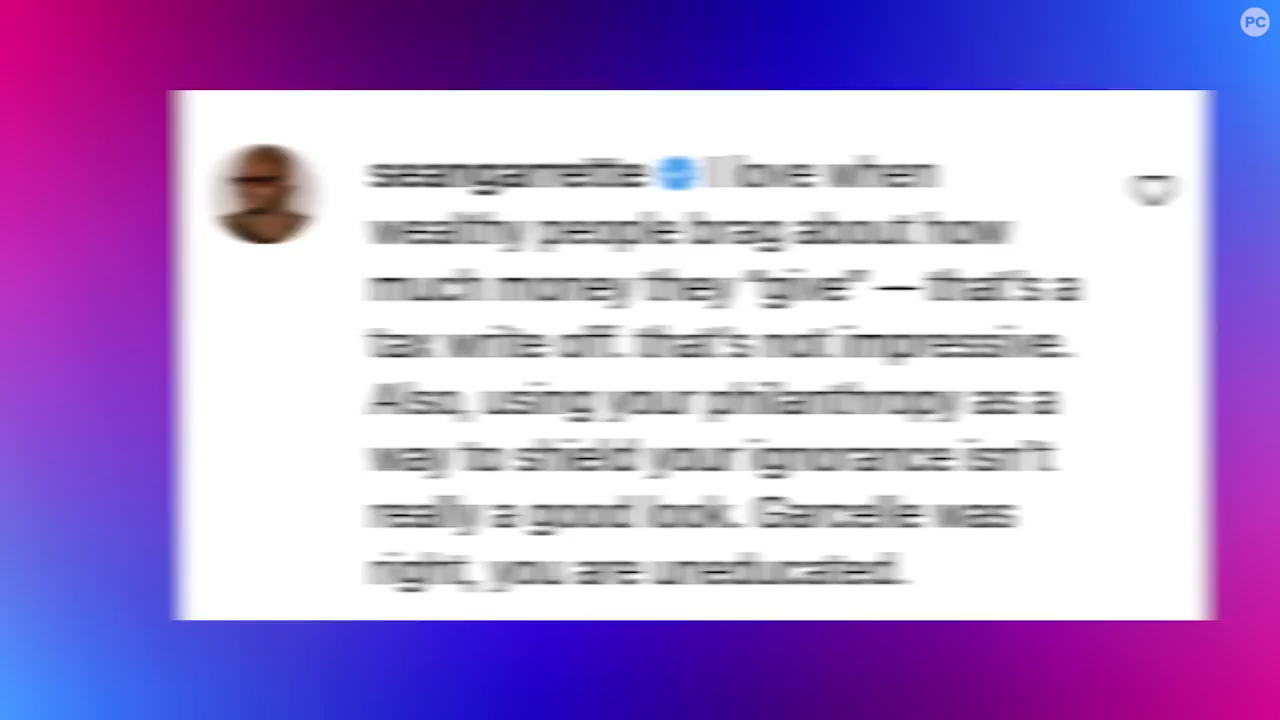 PC
seangarrette I love when
wealthy people brag about how
much money they "give" — that's a
tax write off. that's not impressive.
Also, using your philanthropy as a
way to shield your ignorance isn't
really a good look. Garcelle was
right, you are uneducated.